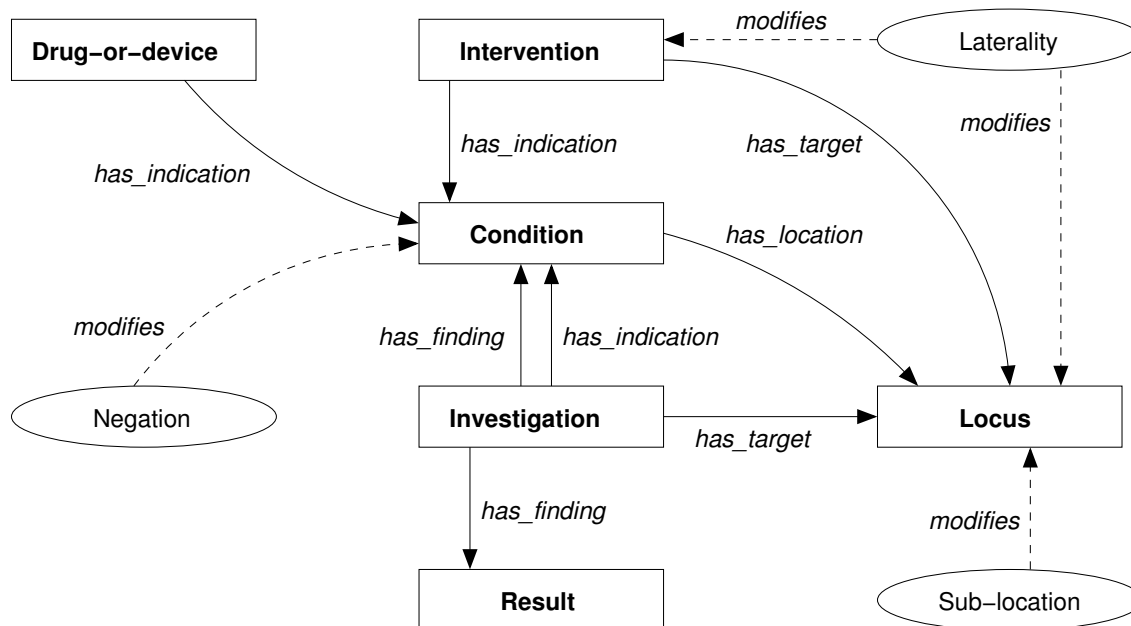 modifies
Drug–or–device
Intervention
Laterality
modifies
has_indication
has_target
has_indication
Condition
has_location
modifies
has_finding
has_indication
Negation
Investigation
Locus
has_target
has_finding
modifies
Result
Sub–location